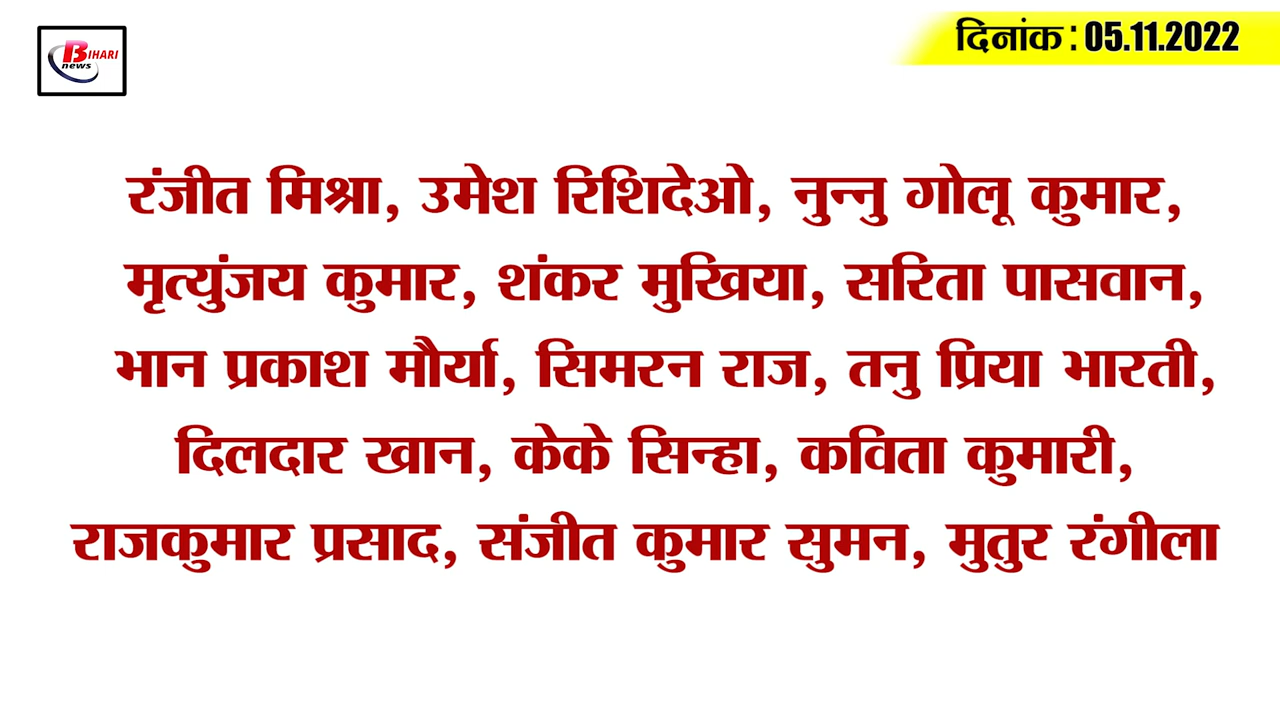 BIHARI
news
दिनांक : 05.11.2022
रंजीत मिश्रा, उमेश रिशिदेओ, नुन्नु गोलू कुमार,
मृत्युंजय कुमार, शंकर मुखिया, सरिता पासवान,
भान प्रकाश मौर्या, सिमरन राज, तनु प्रिया भारती,
दिलदार खान, केके सिन्हा, कविता कुमारी,
राजकुमार प्रसाद, संजीत कुमार सुमन, मुतुर रंगीला